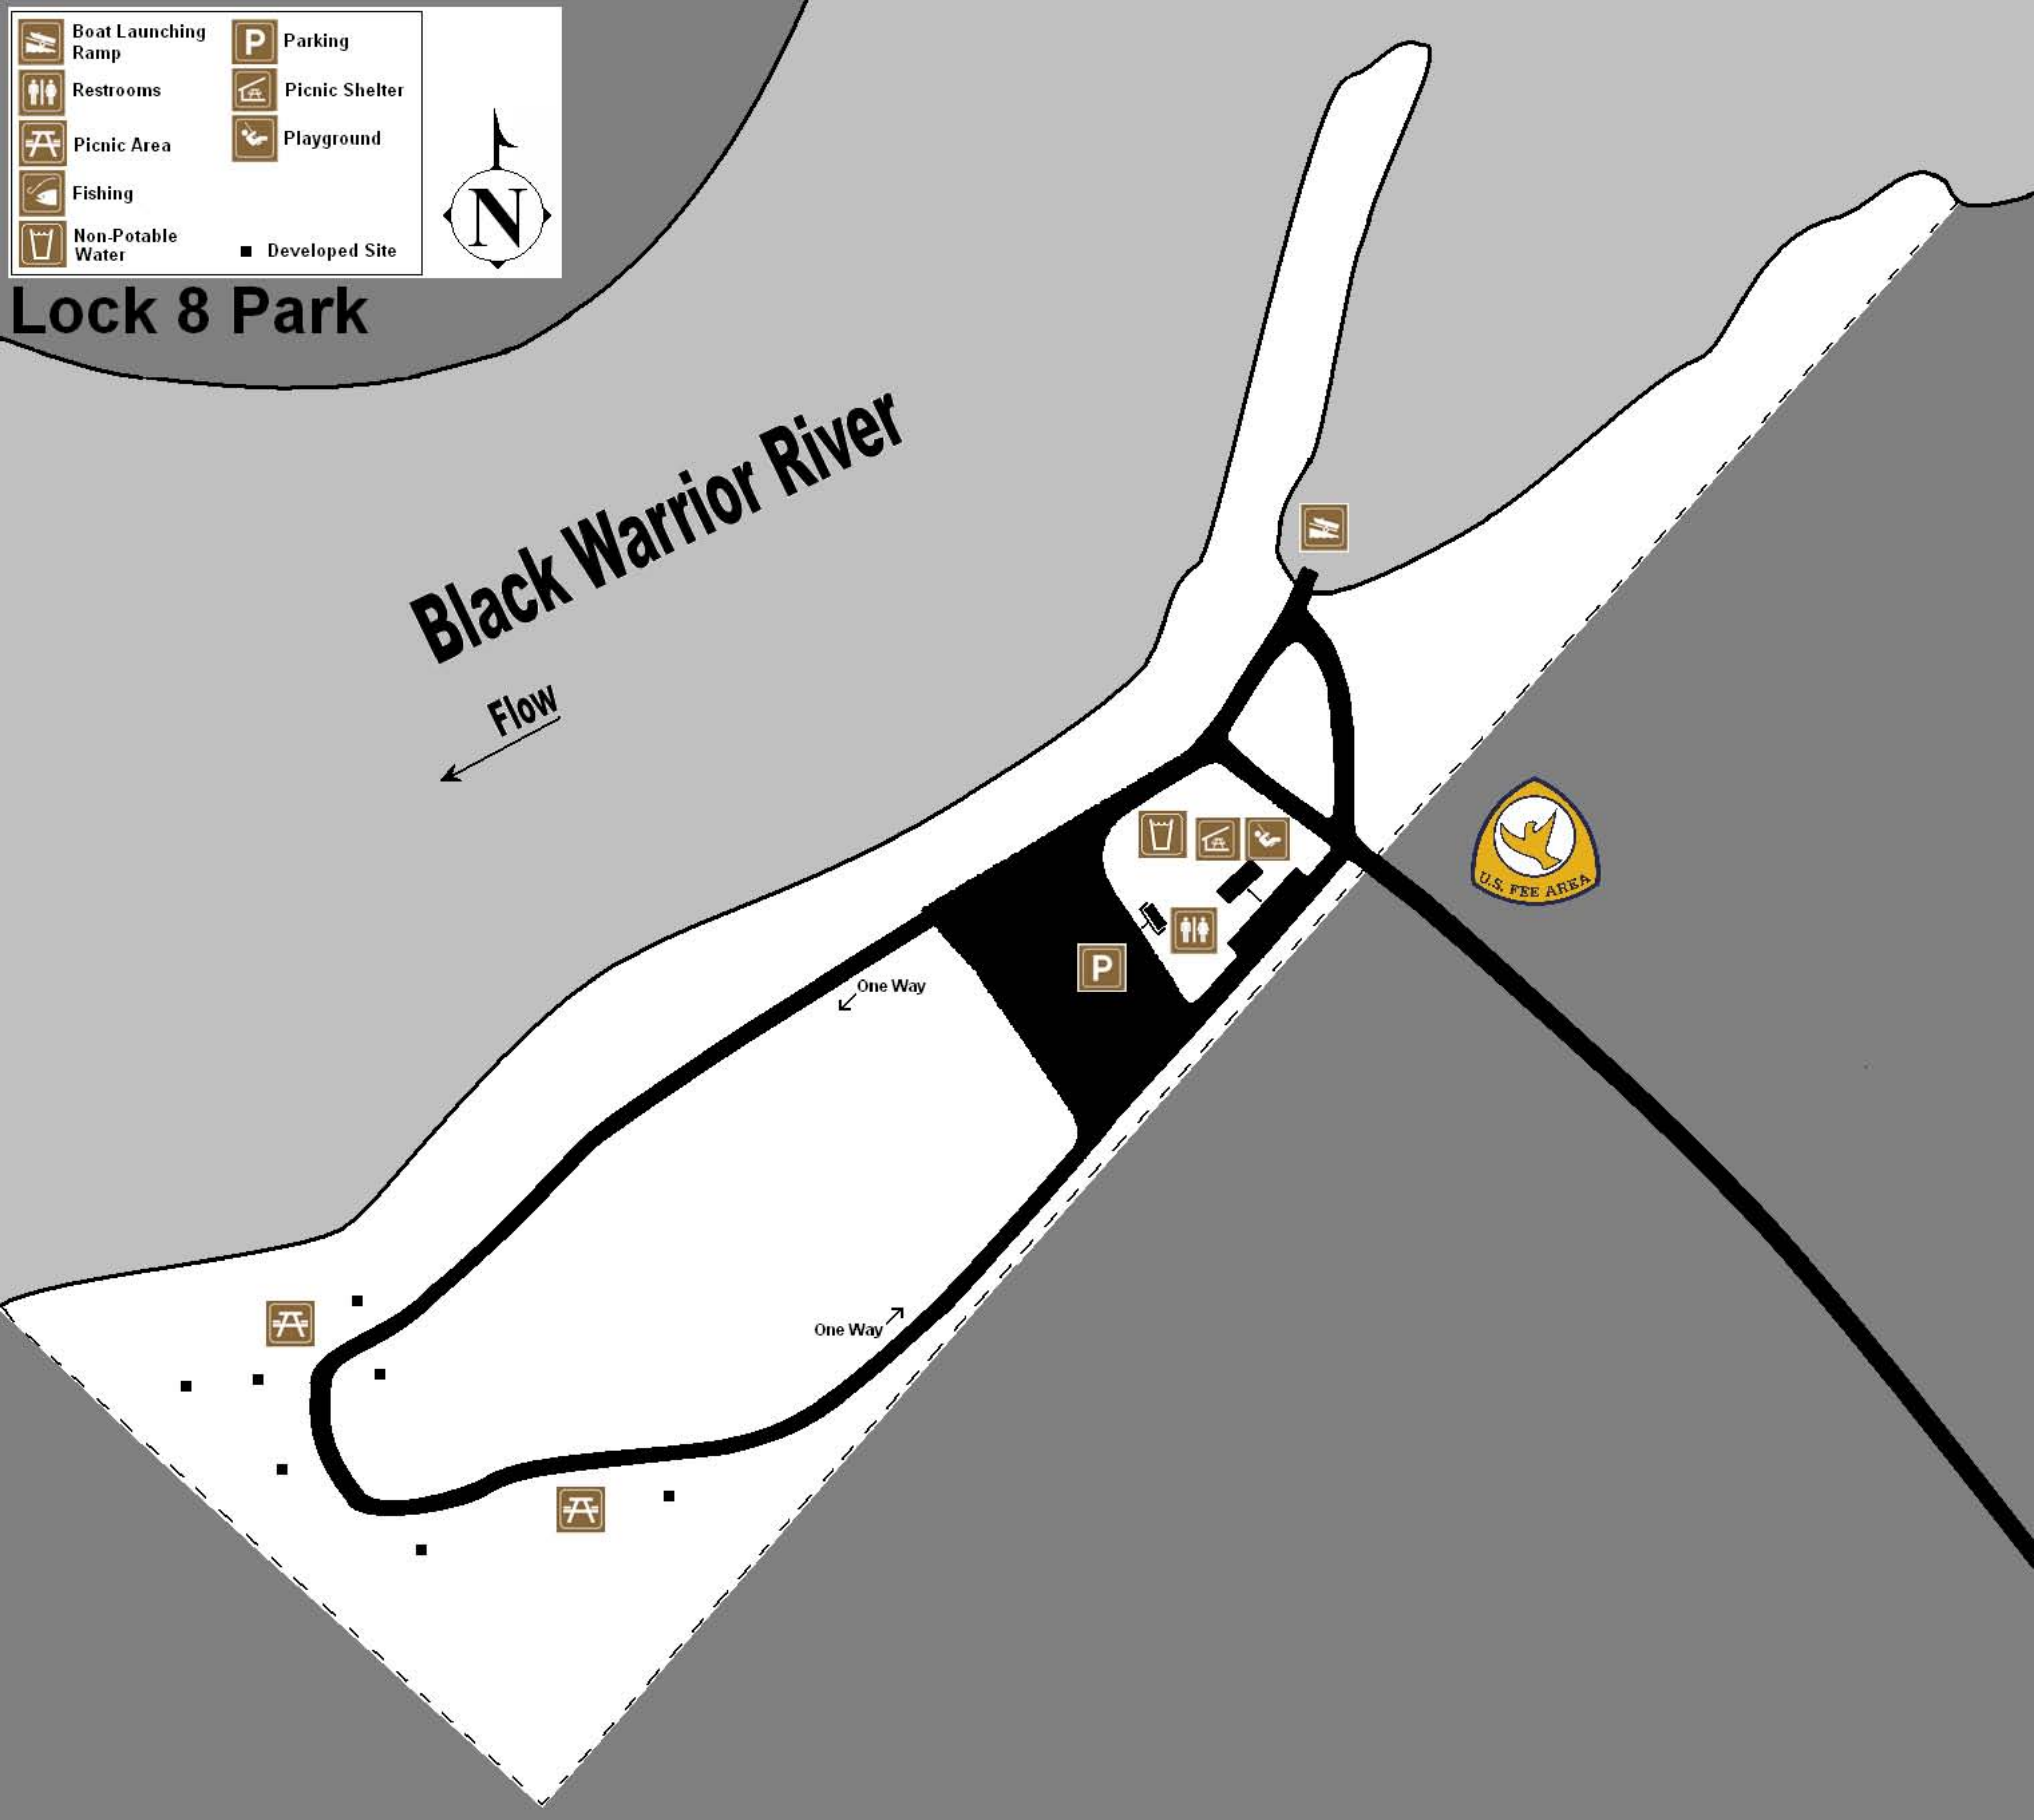 Boat Launching
Ramp
Restrooms
Picnic Area
Fishing
Non-Potable
Water
P
Parking
Picnic Shelter
Playground
Developed Site
N
Lock 8 Park
Black Warrior River
Flow
U.S. FEE AREA
P
One Way
One Way